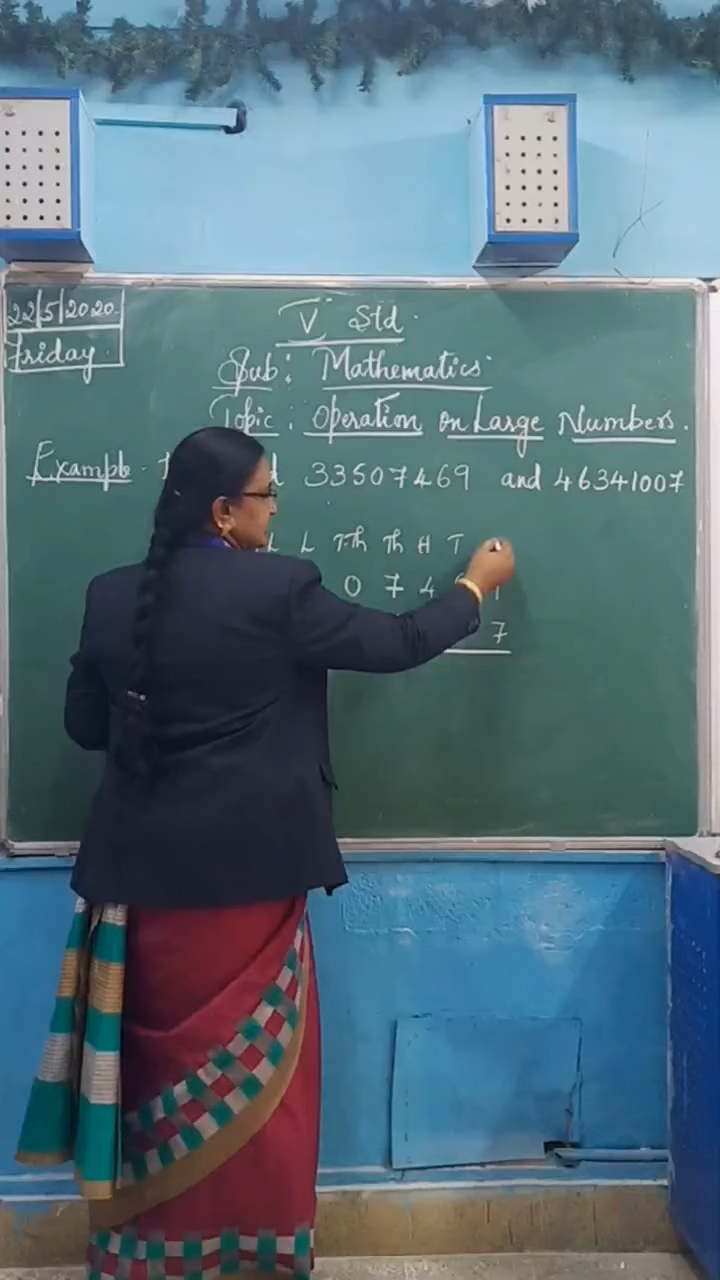 22/5/2020.
Friday.
V Std.
Sub: Mathematics
Topic: Operation on Large Numbers.
Example 33507469 and 46341007
L T.Th Th H T
0 7 4
7